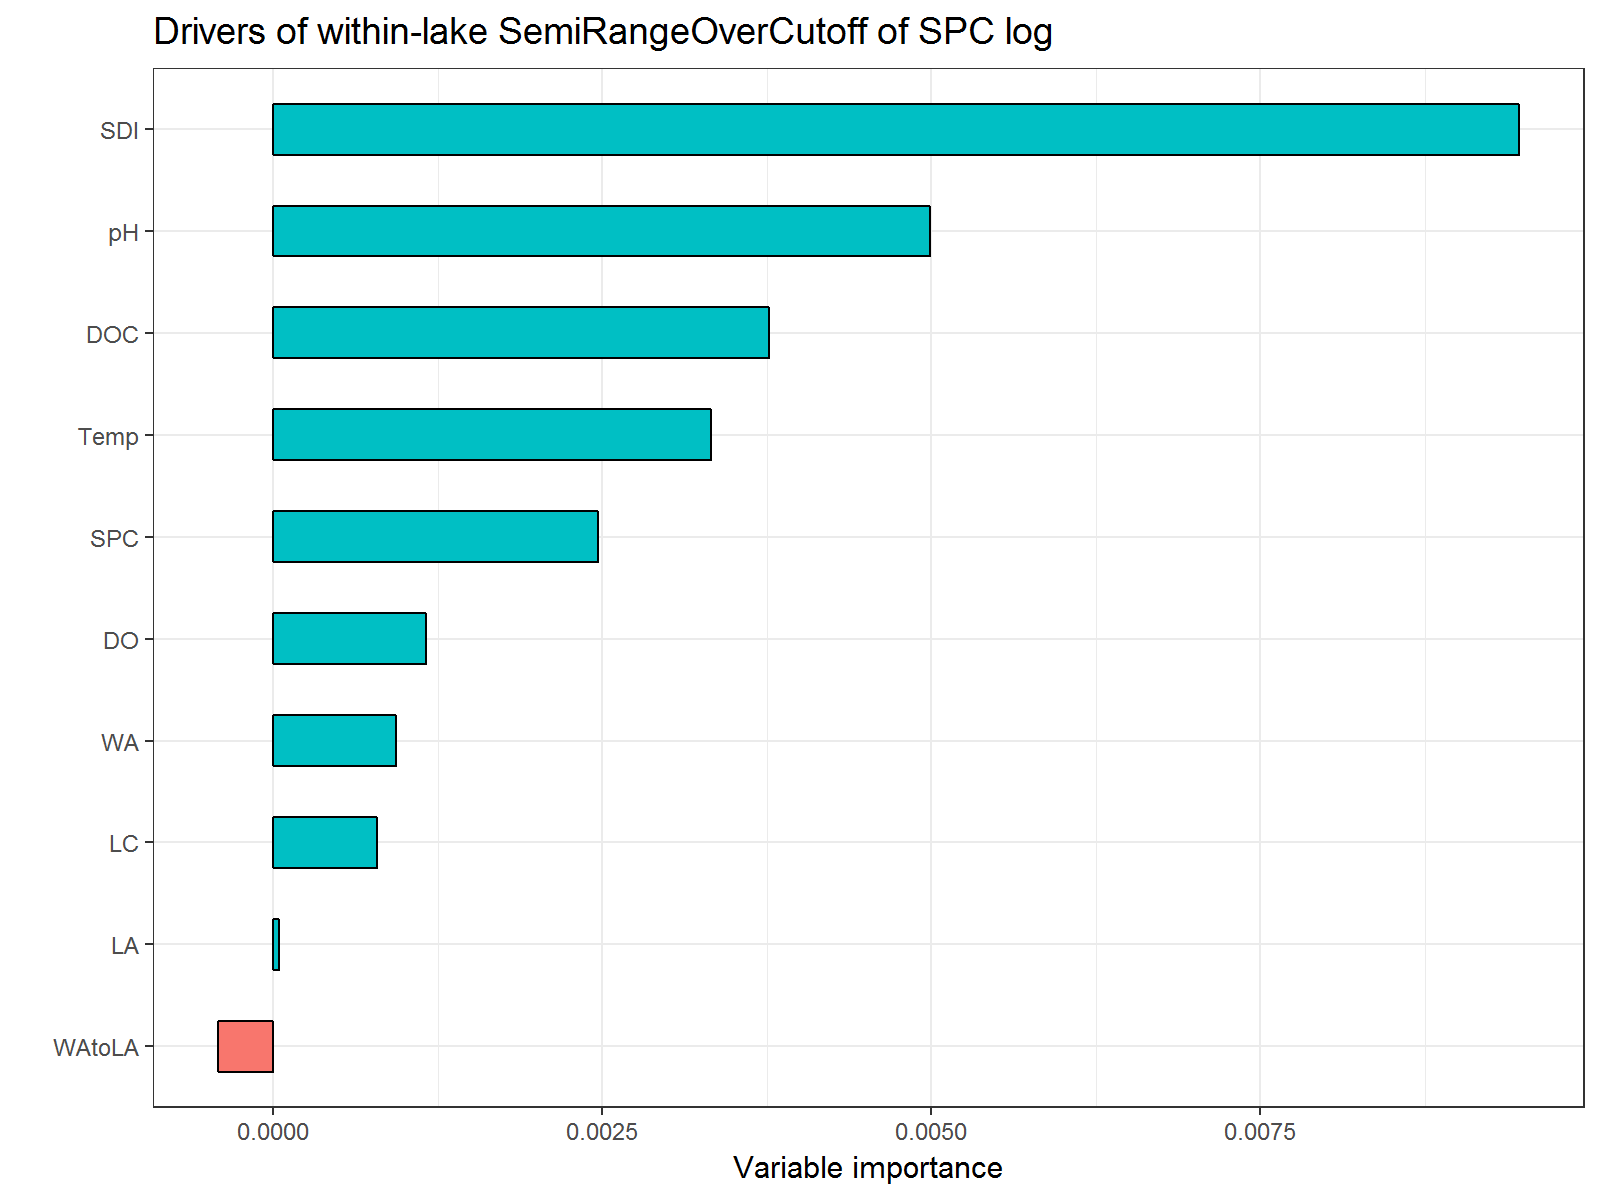 Drivers of within-lake SemiRangeOverCutoff of SPC log
SDI
pH
DOC
Temp
SPC
DO
WA
LC
LA
WAtoLA
0.0000 0.0025 0.0050 0.0075
Variable importance